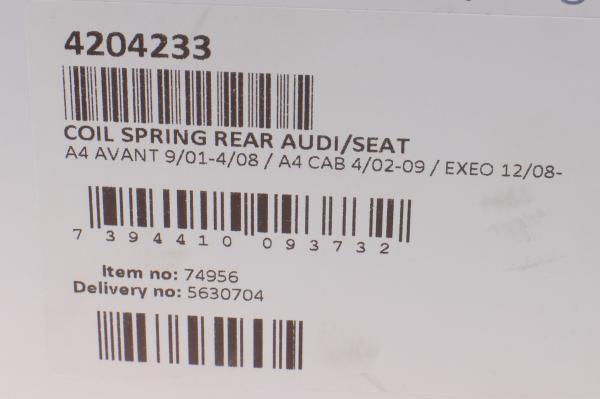 4204233
COIL SPRING REAR AUDI/SEAT
A4 AVANT 9/01-4/08 / A4 CAB 4/02-09 / EXEO 12/08-
7 394410 093732
Item no: 74956
Delivery no: 5630704